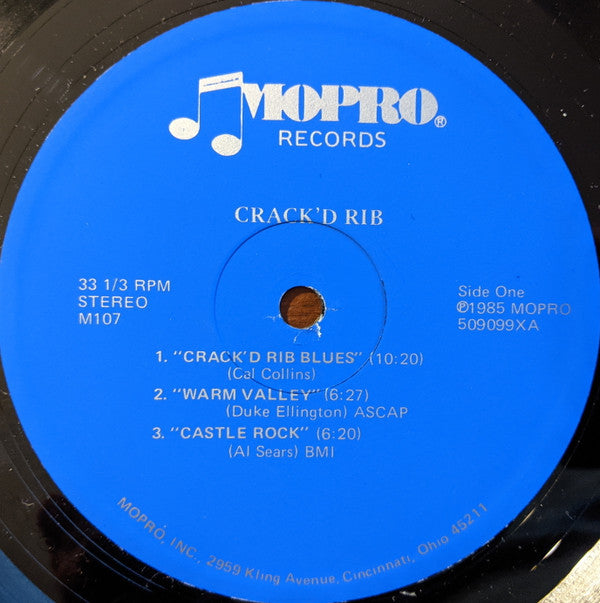 MOPRO®
RECORDS
CRACK'D RIB
33 1/3 RPM
STEREO
M107
Side One
℗1985 MOPRO
509099XA
1. "CRACK'D RIB BLUES" (10:20)
(Cal Collins)
2. "WARM VALLEY" (6:27)
(Duke Ellington) ASCAP
3. "CASTLE ROCK" (6:20)
(Al Sears) BMI
MOPRO, INC., 2959 Kling Avenue, Cincinnati, Ohio 45211